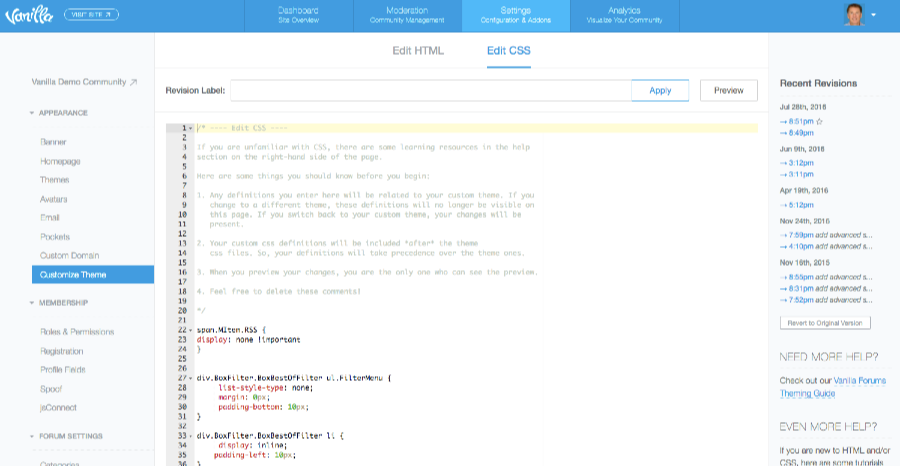 Vanilla
VISIT SITE ↗
Dashboard
Site Overview
Moderation
Community Management
Settings
Configuration & Addons
Analytics
Visualize Your Community
Edit HTML
Edit CSS
Vanilla Demo Community ↗
APPEARANCE
Banner
Homepage
Themes
Avatars
Email
Pockets
Custom Domain
Customize Theme
MEMBERSHIP
Roles & Permissions
Registration
Profile Fields
Spoof
jsConnect
FORUM SETTINGS
Categories
Revision Label:
Apply
Preview
1 /* ---- Edit CSS ----
2
3 If you are unfamiliar with CSS, there are some learning resources in the help
4 section on the right-hand side of the page.
5
6 Here are some things you should know before you begin:
7
8 1. Any definitions you enter here will be related to your custom theme. If you
9 change to a different theme, these definitions will no longer be visible on
10 this page. If you switch back to your custom theme, your changes will be
11 present.
12
13 2. Your custom css definitions will be included *after* the theme
14 css files. So, your definitions will take precedence over the theme ones.
15
16 3. When you preview your changes, you are the only one who can see the preview.
17
18 4. Feel free to delete these comments!
19
20 */
21
22 span.MItem.RSS {
23 display: none !important
24 }
25
26
27 div.BoxFilter.BoxBestOfFilter ul.FilterMenu {
28 list-style-type: none;
29 margin: 0px;
30 padding-bottom: 10px;
31 }
32
33 div.BoxFilter.BoxBestOfFilter li {
34 display: inline;
35 padding-left: 10px;
36 }
Recent Revisions
Jul 28th, 2016
→ 8:51pm ☆
→ 6:49pm
Jun 9th, 2016
→ 3:12pm
→ 3:11pm
Apr 19th, 2016
→ 5:12pm
Nov 24th, 2015
→ 7:59pm add advanced s...
→ 4:10pm add advanced s...
Nov 16th, 2015
→ 8:55pm add advanced s...
→ 8:31pm add advanced s...
→ 7:52pm add advanced s...
Revert to Original Version
NEED MORE HELP?
Check out our Vanilla Forums
Theming Guide
EVEN MORE HELP?
If you are new to HTML and/or
CSS, here are some tutorials